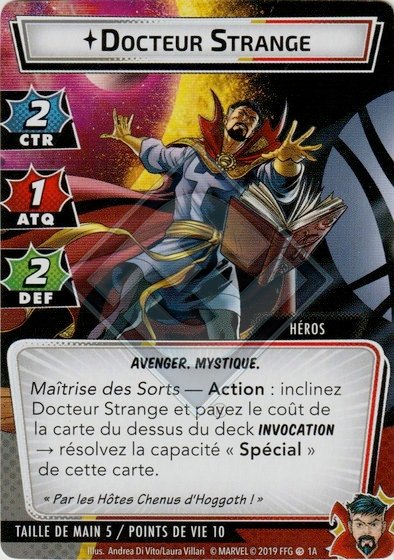 DOCTEUR STRANGE
2
CTR
1
ATQ
2
DEF
HÉROS
AVENGER. MYSTIQUE.
Maîtrise des Sorts — Action : inclinez
Docteur Strange et payez le coût de
la carte du dessus du deck INVOCATION
→ résolvez la capacité « Spécial »
de cette carte.
« Par les Hôtes Chenus d'Hoggoth ! »
TAILLE DE MAIN 5 / POINTS DE VIE 10
Illus. Andrea Di Vito/Laura Villari © MARVEL © 2019 FFG 1A